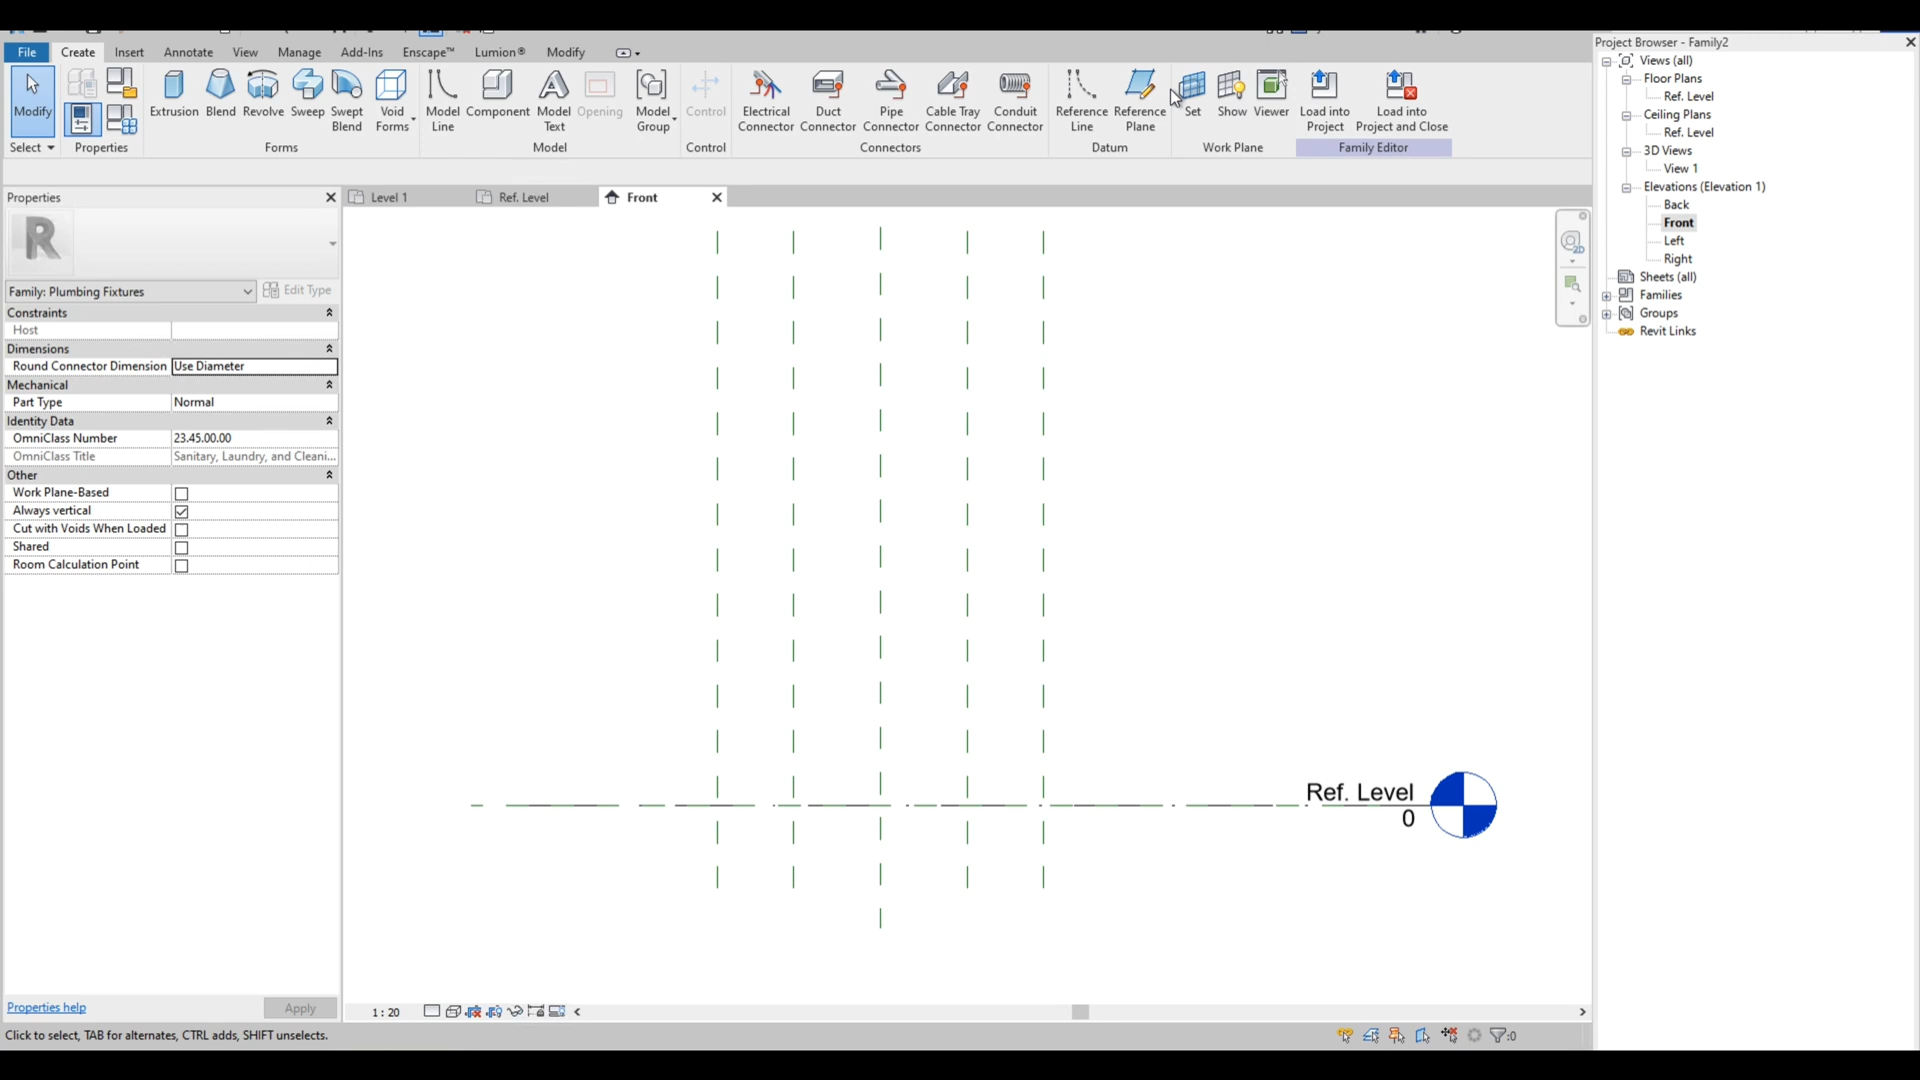 File Create Insert Annotate View Manage Add-Ins Enscape™ Lumion® Modify
Modify
Select
Properties
Extrusion Blend Revolve Sweep Swept Blend Void Forms
Forms
Model Line Component Model Text Opening Model Group
Model
Control
Control
Electrical Connector Duct Connector Pipe Connector Cable Tray Connector Conduit Connector
Connectors
Reference Line Reference Plane
Datum
Set Show Viewer
Work Plane
Load into Project Load into Project and Close
Family Editor
Properties
R
Family: Plumbing Fixtures Edit Type
Constraints
Host
Dimensions
Round Connector Dimension Use Diameter
Mechanical
Part Type Normal
Identity Data
OmniClass Number 23.45.00.00
OmniClass Title Sanitary, Laundry, and Cleani...
Other
Work Plane-Based
Always vertical
Cut with Voids When Loaded
Shared
Room Calculation Point
Properties help Apply
Level 1 Ref. Level Front
2D
Ref. Level
0
1 : 20
Click to select, TAB for alternates, CTRL adds, SHIFT unselects.
:0
Project Browser - Family2
Views (all)
Floor Plans
Ref. Level
Ceiling Plans
Ref. Level
3D Views
View 1
Elevations (Elevation 1)
Back
Front
Left
Right
Sheets (all)
Families
Groups
Revit Links